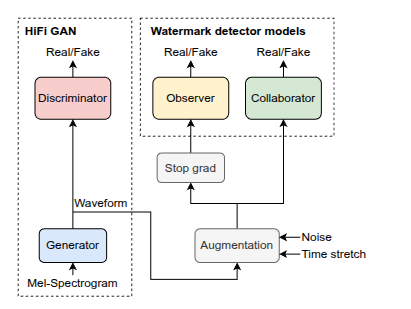 HiFi GAN
Watermark detector models
Real/Fake
Real/Fake
Real/Fake
Discriminator
Observer
Collaborator
Stop grad
Waveform
Generator
Augmentation
Noise
Time stretch
Mel-Spectrogram